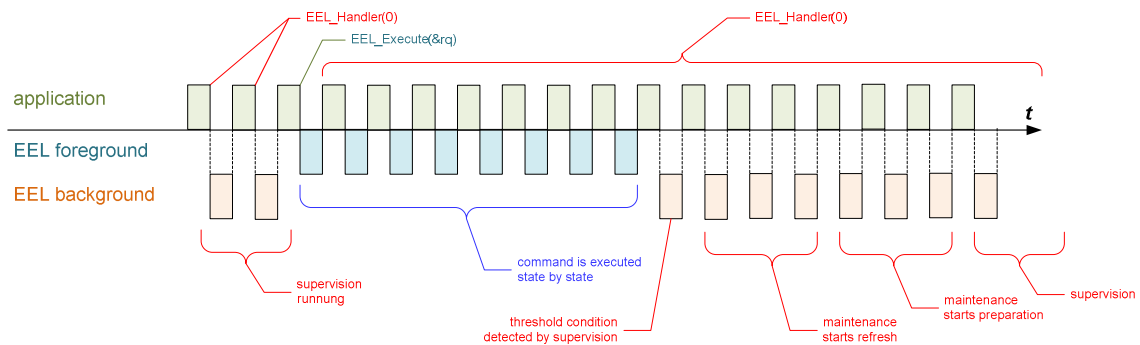 EEL_Handler(0)
EEL_Handler(0)
EEL_Execute(&rq)
application
t
EEL foreground
EEL background
command is executed
state by state
supervision
runnung
threshold condition
detected by supervision
maintenance
starts refresh
maintenance
starts preparation
supervision